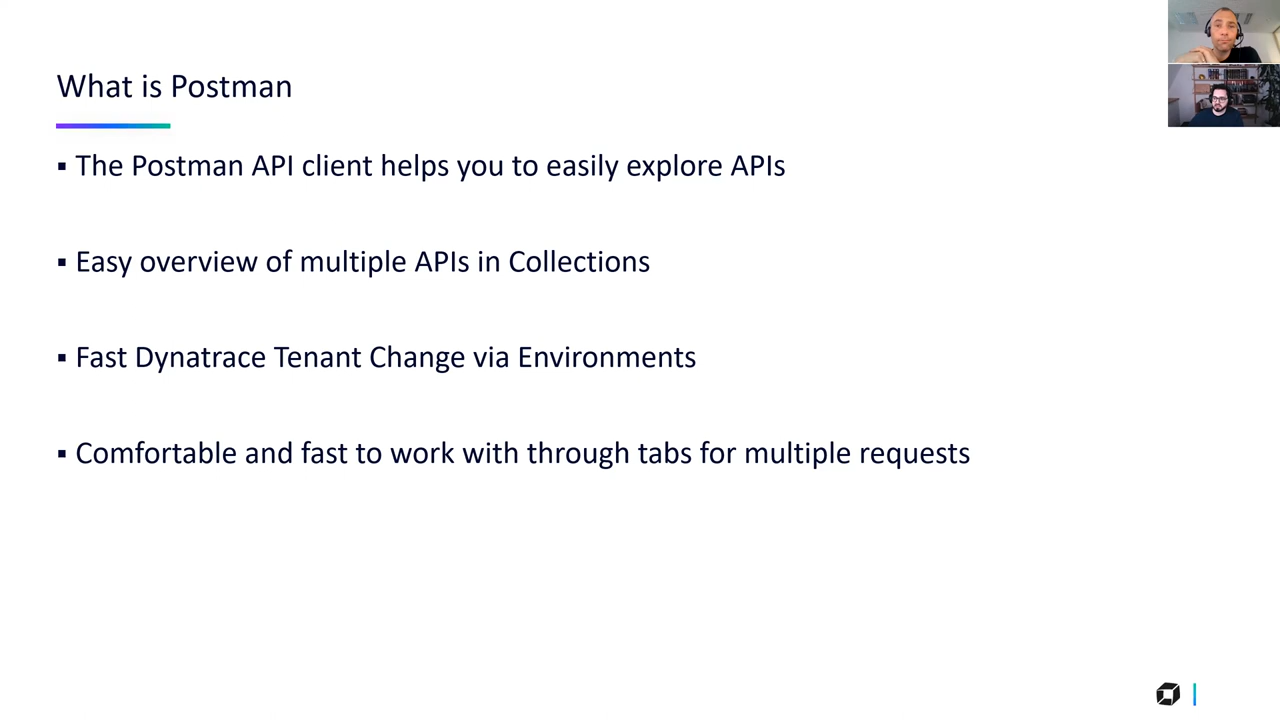 What is Postman
▪ The Postman API client helps you to easily explore APIs
▪ Easy overview of multiple APIs in Collections
▪ Fast Dynatrace Tenant Change via Environments
▪ Comfortable and fast to work with through tabs for multiple requests